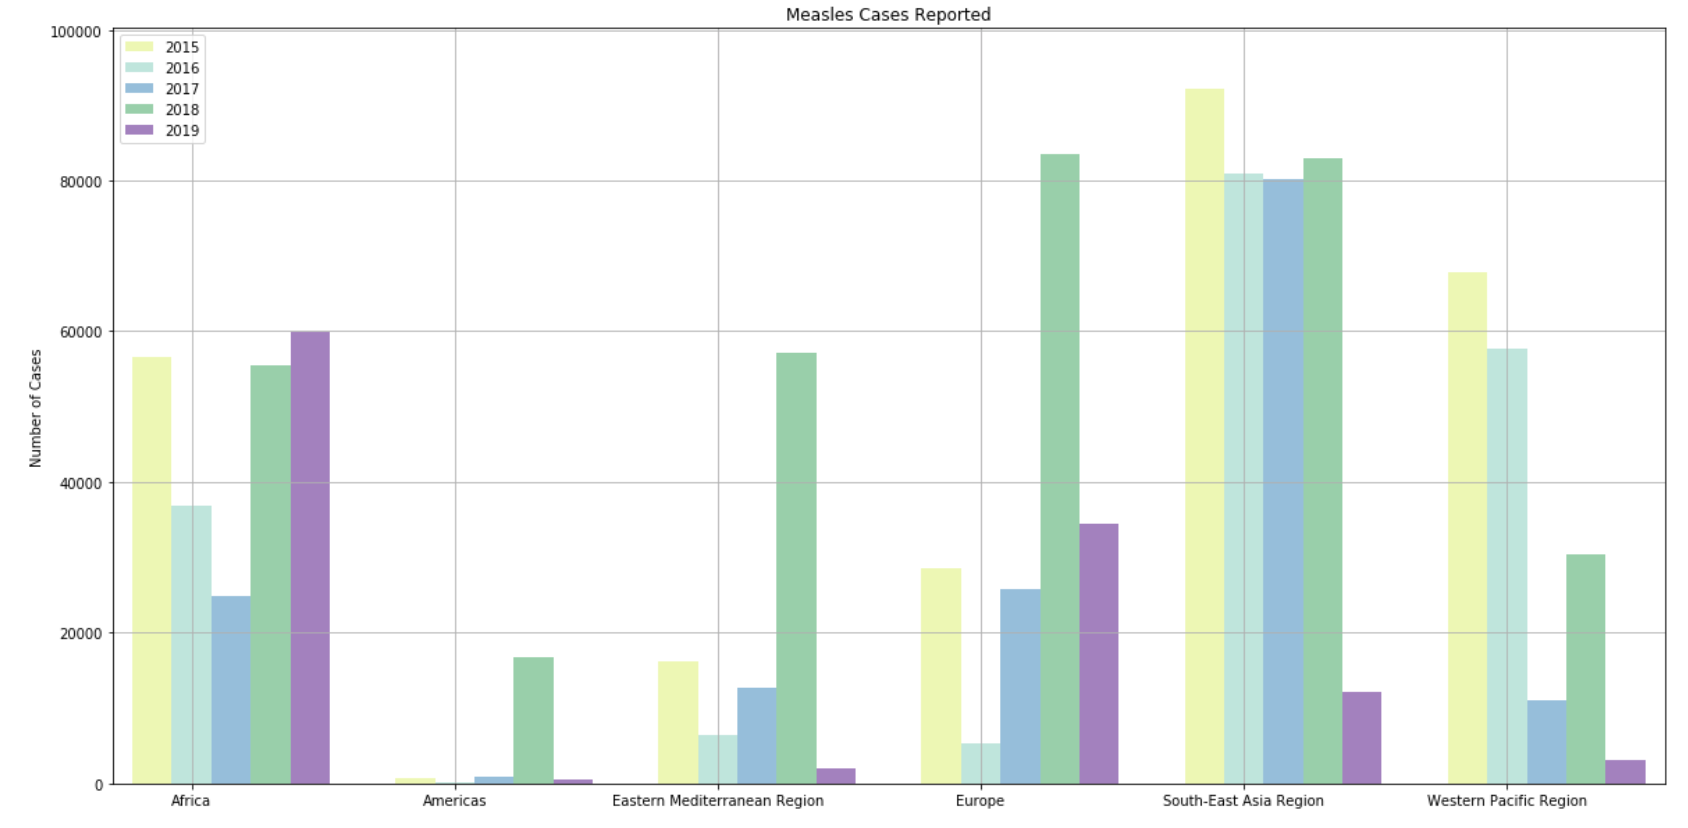 Measles Cases Reported
100000
80000
60000
40000
20000
0
Number of Cases
2015
2016
2017
2018
2019
Africa
Americas
Eastern Mediterranean Region
Europe
South-East Asia Region
Western Pacific Region